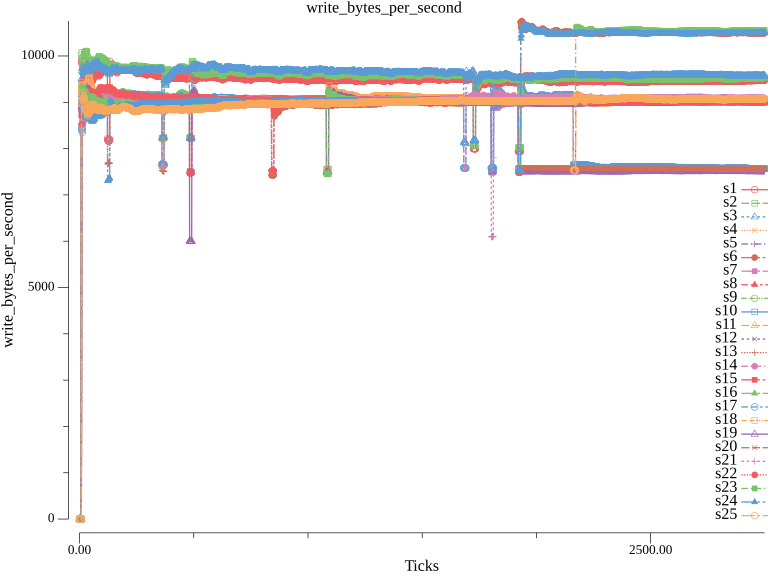 write_bytes_per_second
write_bytes_per_second
10000
5000
0
0.00
2500.00
Ticks
s1
s2
s3
s4
s5
s6
s7
s8
s9
s10
s11
s12
s13
s14
s15
s16
s17
s18
s19
s20
s21
s22
s23
s24
s25